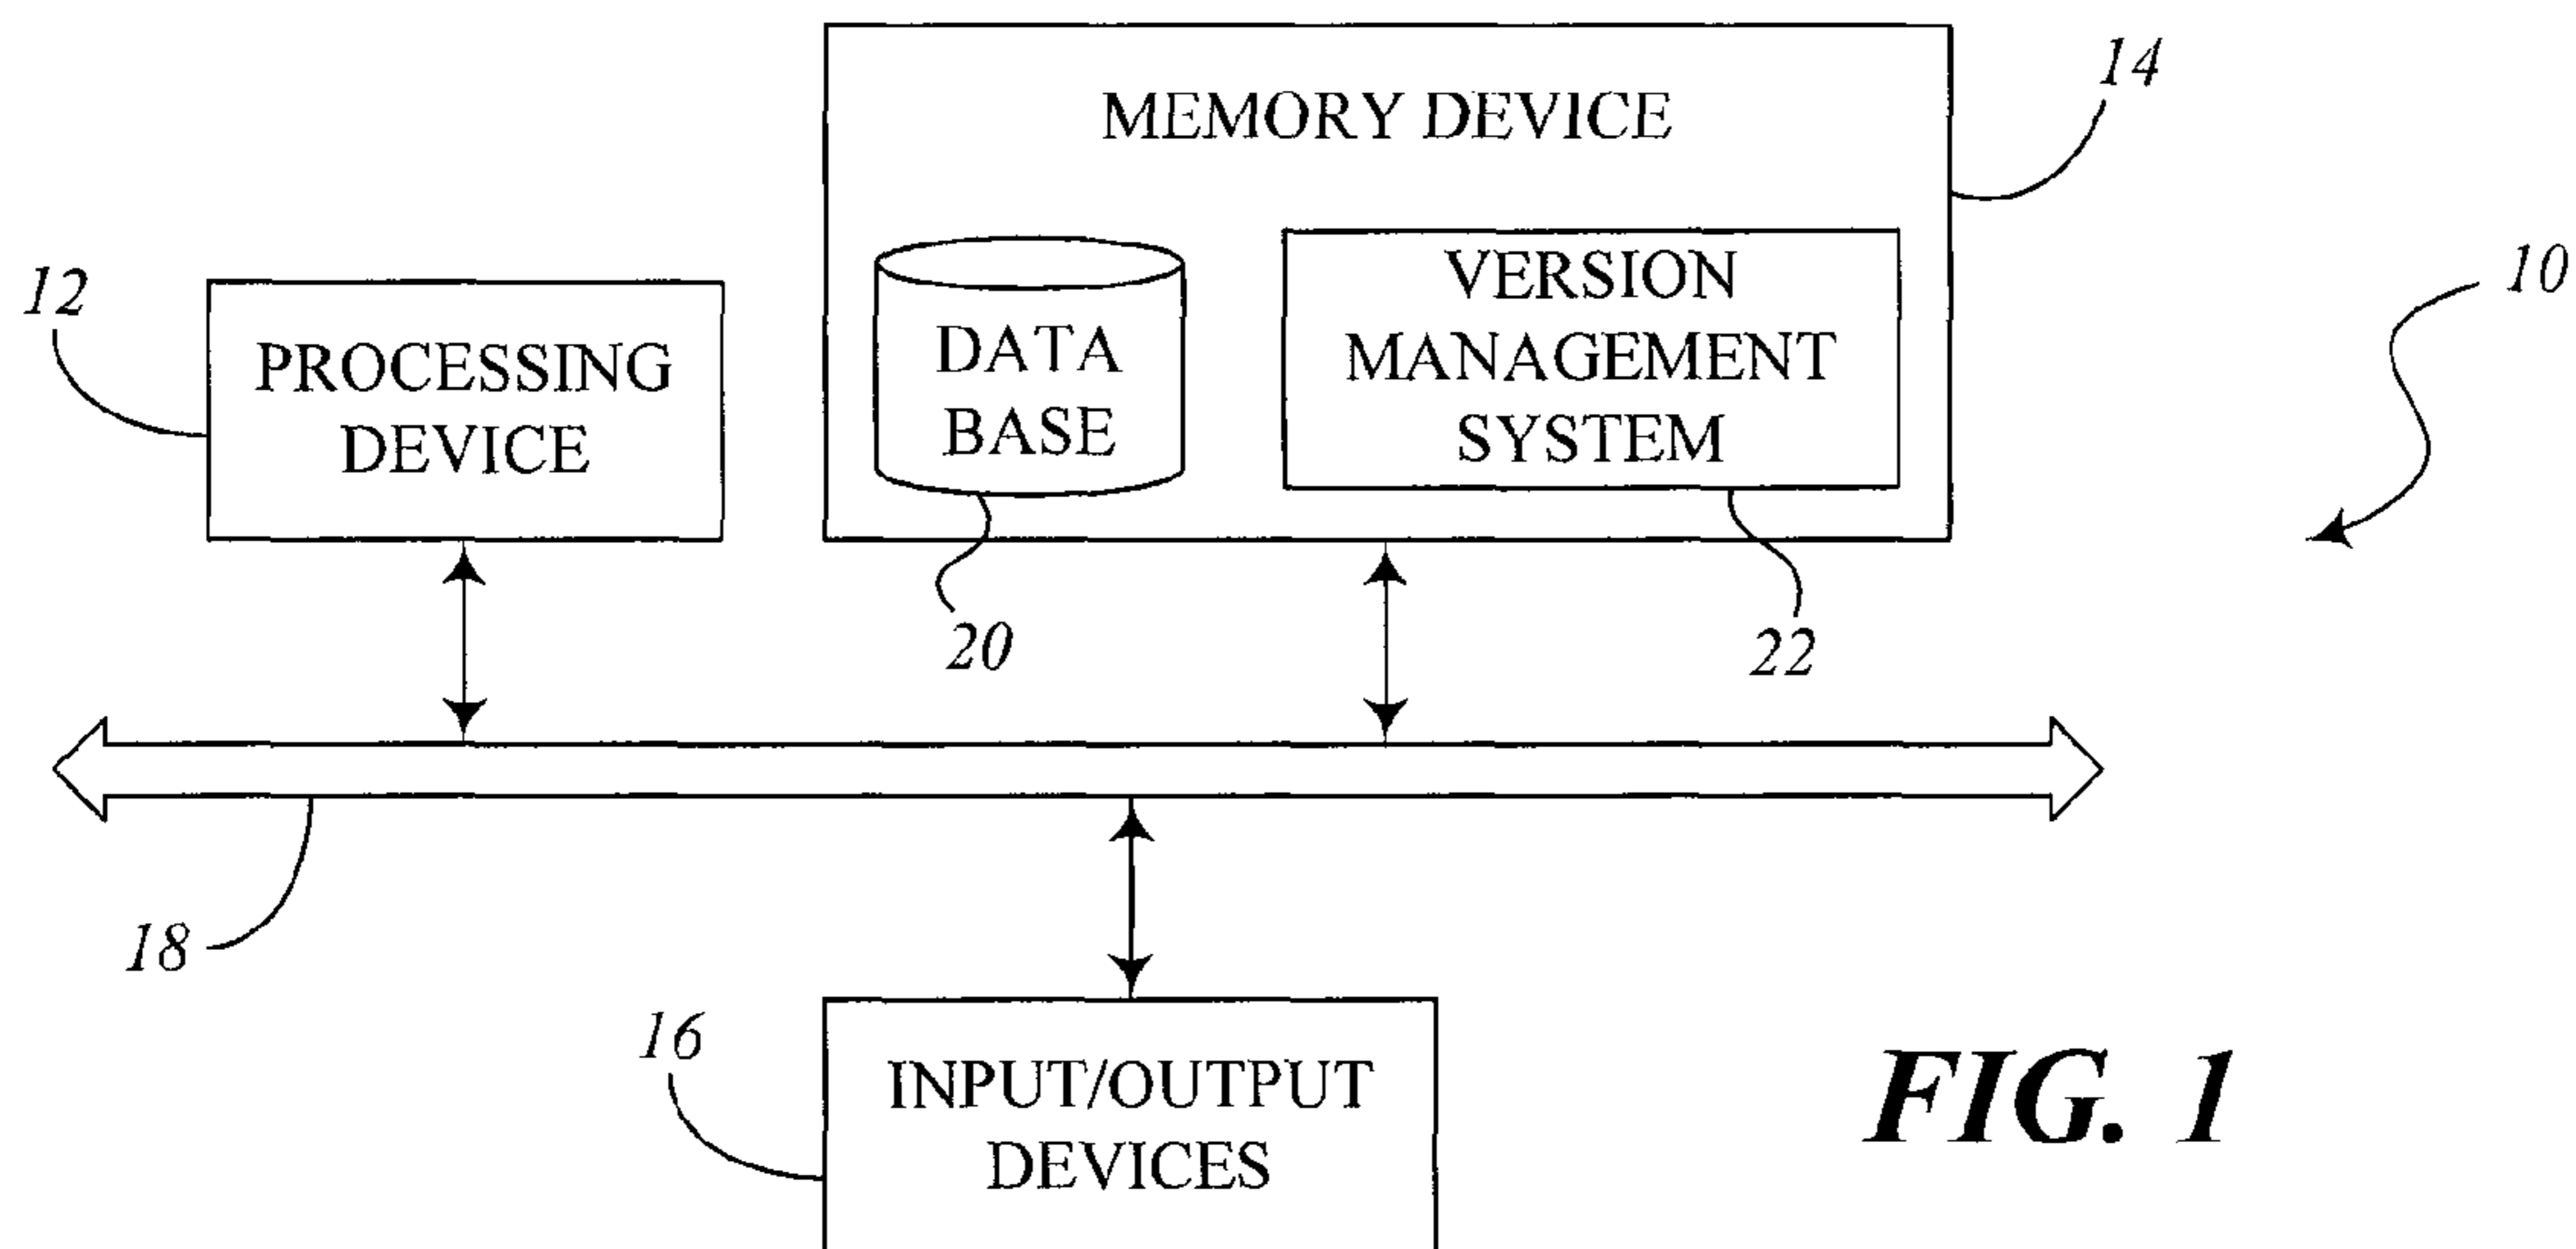 14
MEMORY DEVICE
10
12
PROCESSING
DEVICE
DATA
BASE
VERSION
MANAGEMENT
SYSTEM
20
22
18
16
INPUT/OUTPUT
DEVICES
FIG. 1